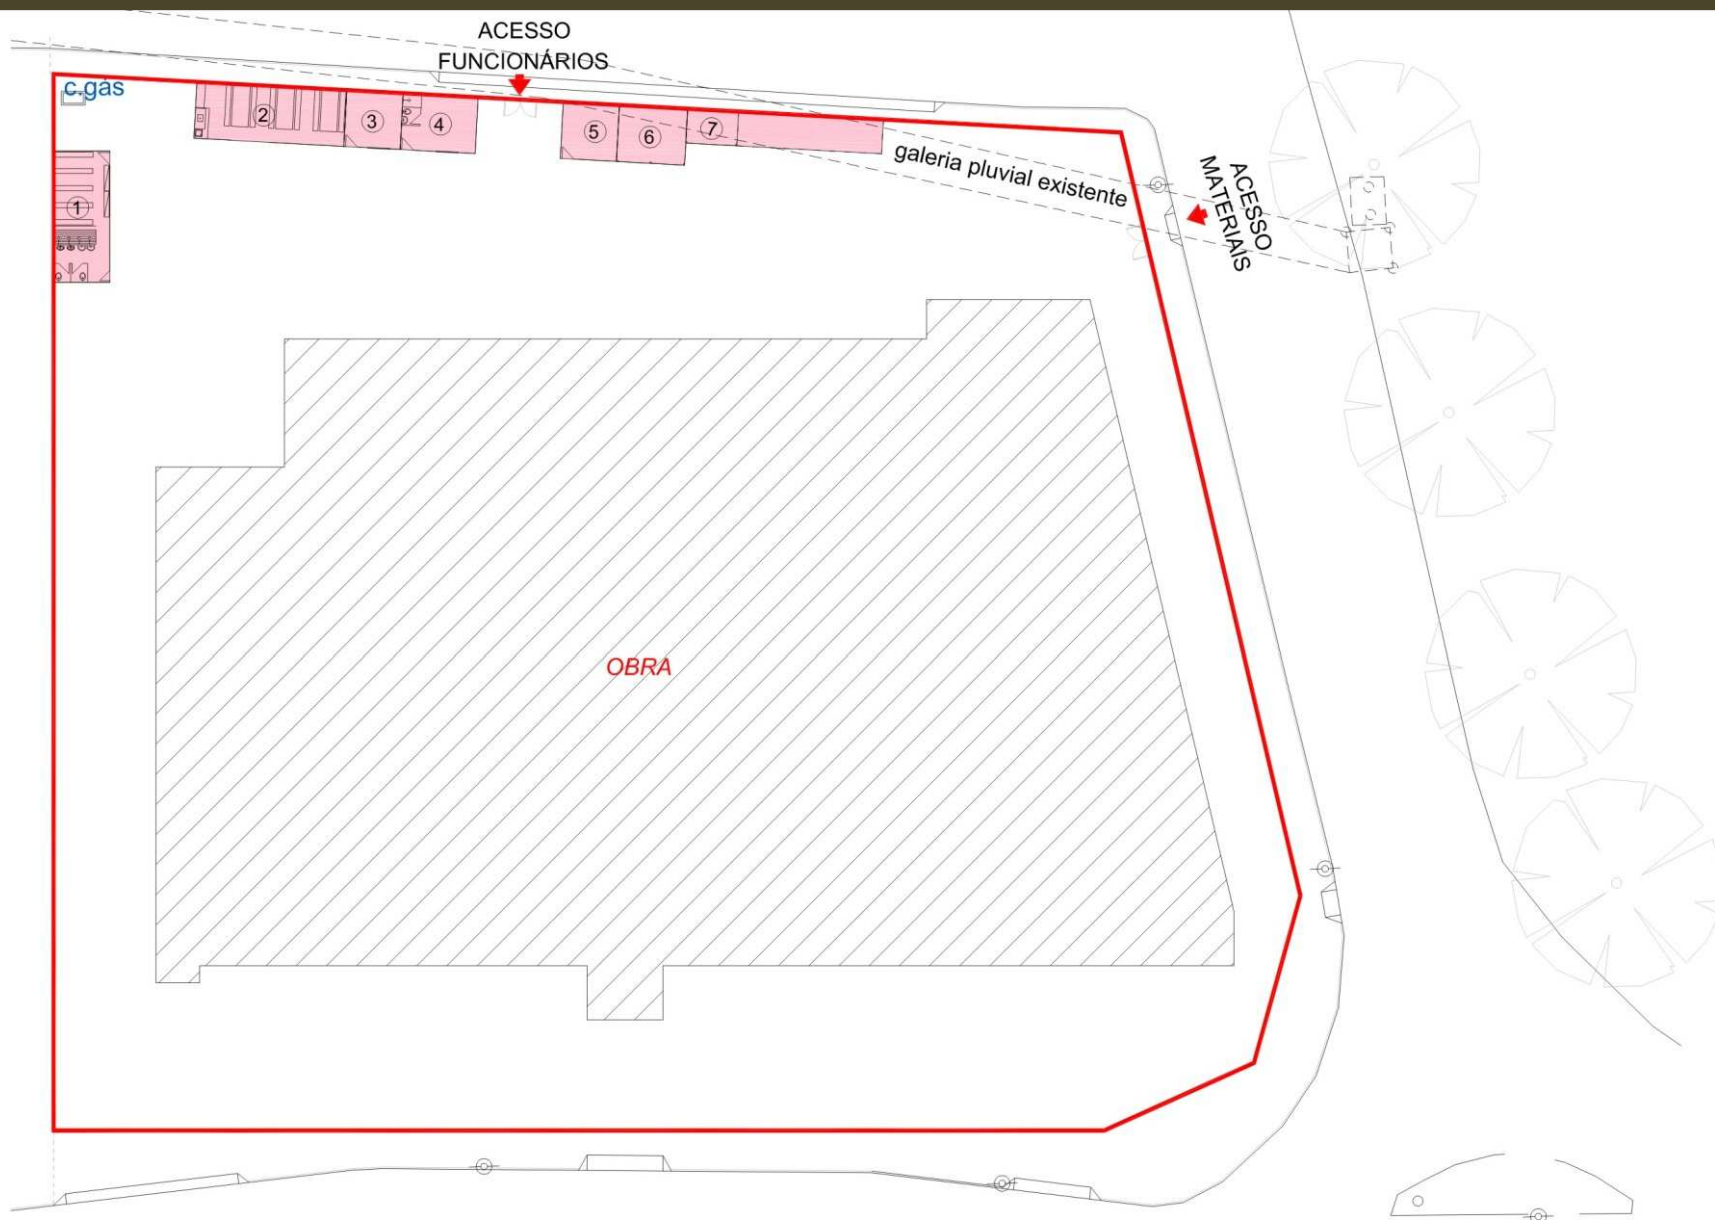 ACESSO
FUNCIONÁRIOS
c.gás
2
3
4
5
6
7
galeria pluvial existente
ACESSO
MATERIAIS
1
OBRA